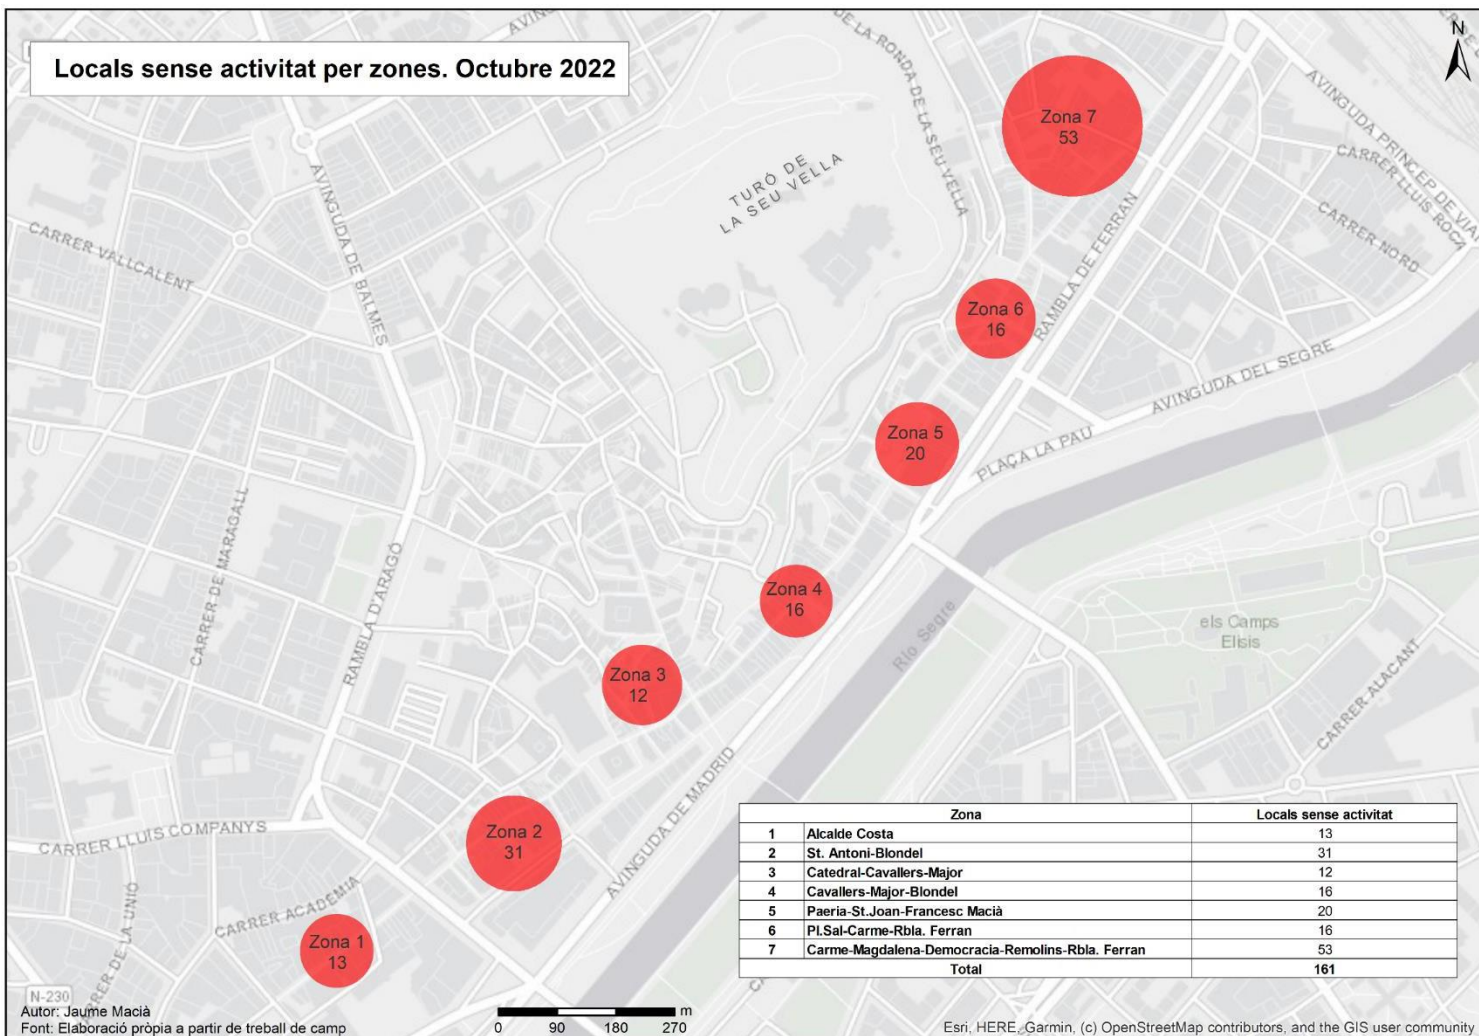 Locals sense activitat per zones. Octubre 2022
N
DE LA RONDA DE LA SEU VELLA
AVINGUDA PRINCEP DE VIA
CARRER LLUÍS ROCA
CARRER NORD
Zona 7
53
TURÓ DE
LA SEU VELLA
AVINGUDA DE BALMES
CARRER VALLCALENT
RAMBLA DE FERRAN
Zona 6
16
AVINGUDA DEL SEGRE
Zona 5
20
PLAÇA LA PAU
CARRER DE MARAGALL
RAMBLA D'ARAGÓ
Zona 4
16
Río Segre
els Camps
Elisis
CARRER ALACANT
Zona 3
12
AVINGUDA DE MADRID
CARRER LLUIS COMPANYS
Zona 2
31
CARRER ACADEMIA
CARRER DE LA UNIÓ
Zona 1
13
N-230
Zona Locals sense activitat
1 Alcalde Costa 13
2 St. Antoni-Blondel 31
3 Catedral-Cavallers-Major 12
4 Cavallers-Major-Blondel 16
5 Paeria-St.Joan-Francesc Macià 20
6 Pl.Sal-Carme-Rbla. Ferran 16
7 Carme-Magdalena-Democracia-Remolins-Rbla. Ferran 53
Total 161
Autor: Jaume Macià
Font: Elaboració pròpia a partir de treball de camp
m
0 90 180 270
Esri, HERE, Garmin, (c) OpenStreetMap contributors, and the GIS user community